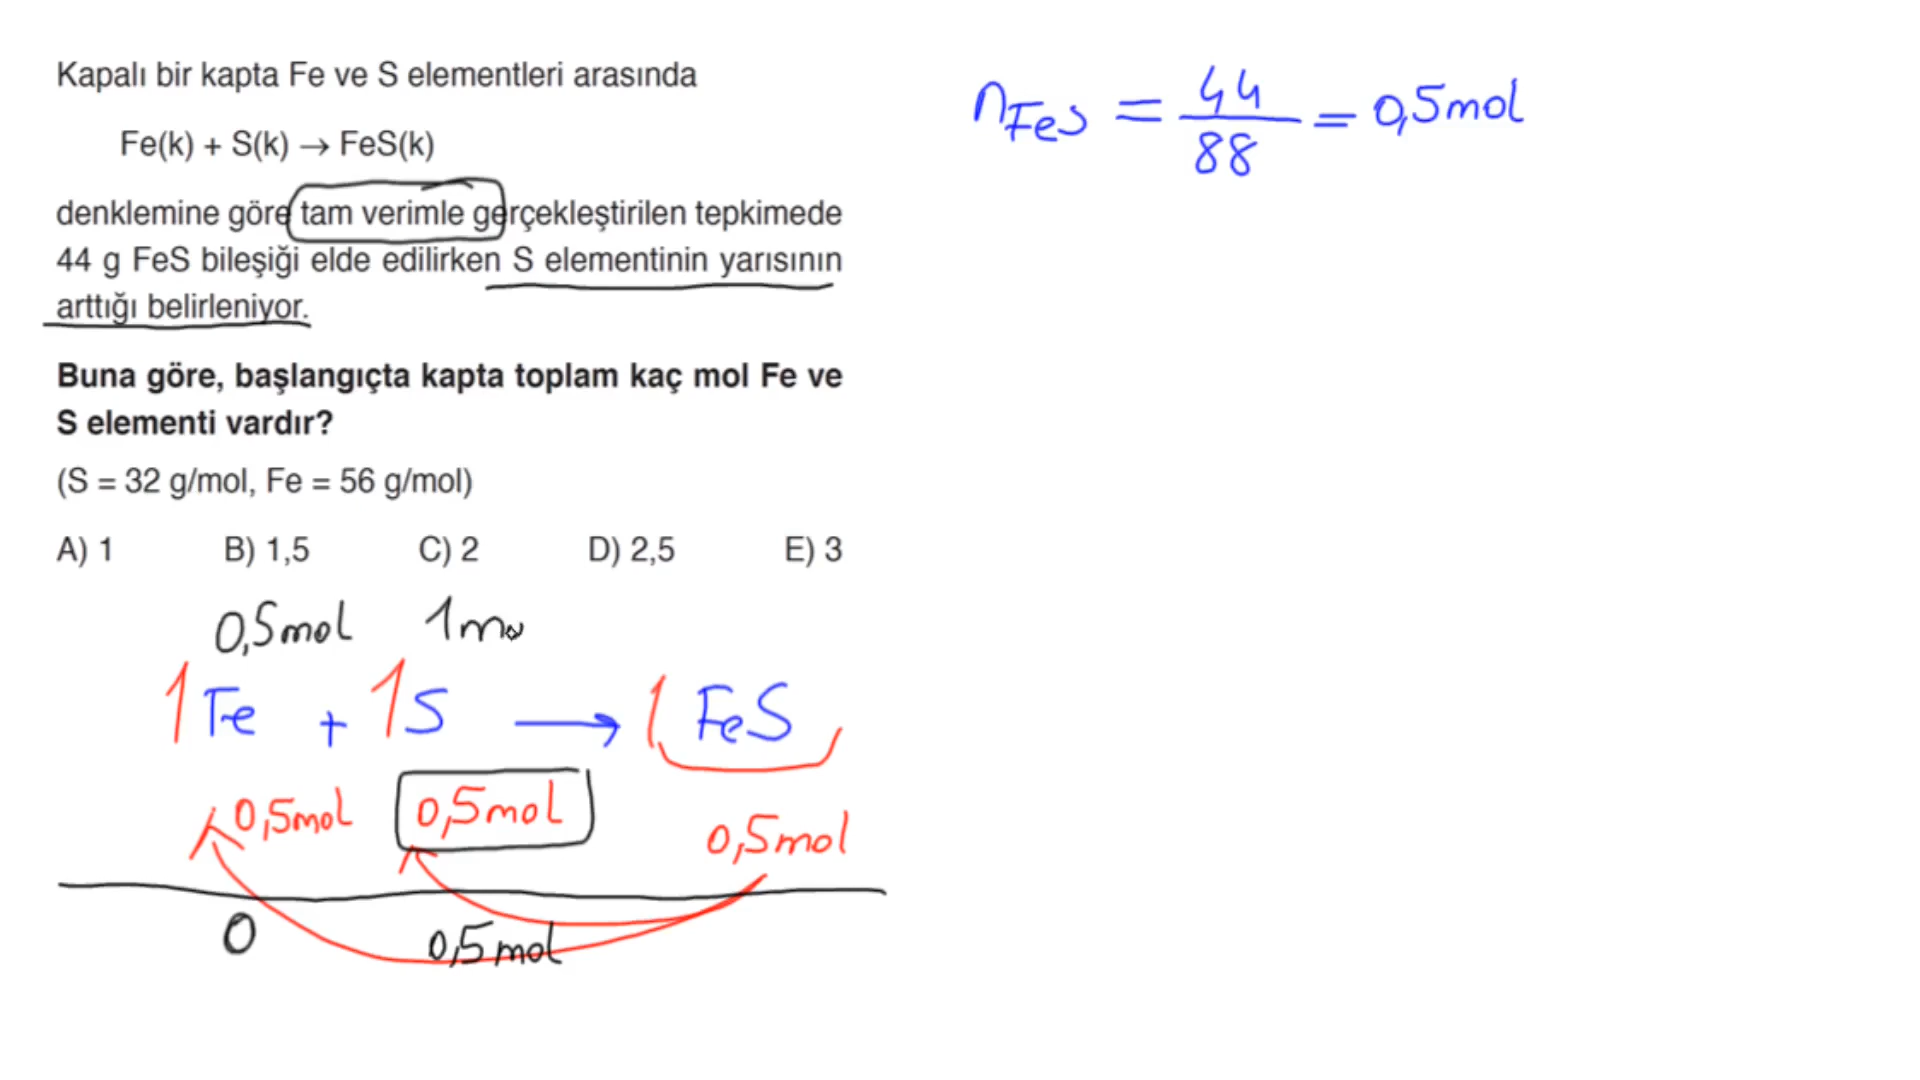 Kapalı bir kapta Fe ve S elementleri arasında
Fe(k) + S(k) → FeS(k)
denklemine göre tam verimle gerçekleştirilen tepkimede
44 g FeS bileşiği elde edilirken S elementinin yarısının
arttığı belirleniyor.
Buna göre, başlangıçta kapta toplam kaç mol Fe ve
S elementi vardır?
(S = 32 g/mol, Fe = 56 g/mol)
A) 1 B) 1,5 C) 2 D) 2,5 E) 3
0,5mol 1mo
1 Fe + 1 S → 1 FeS
0,5mol 0,5mol 0,5mol
0 0,5mol
nFeS = 44/88 = 0,5mol